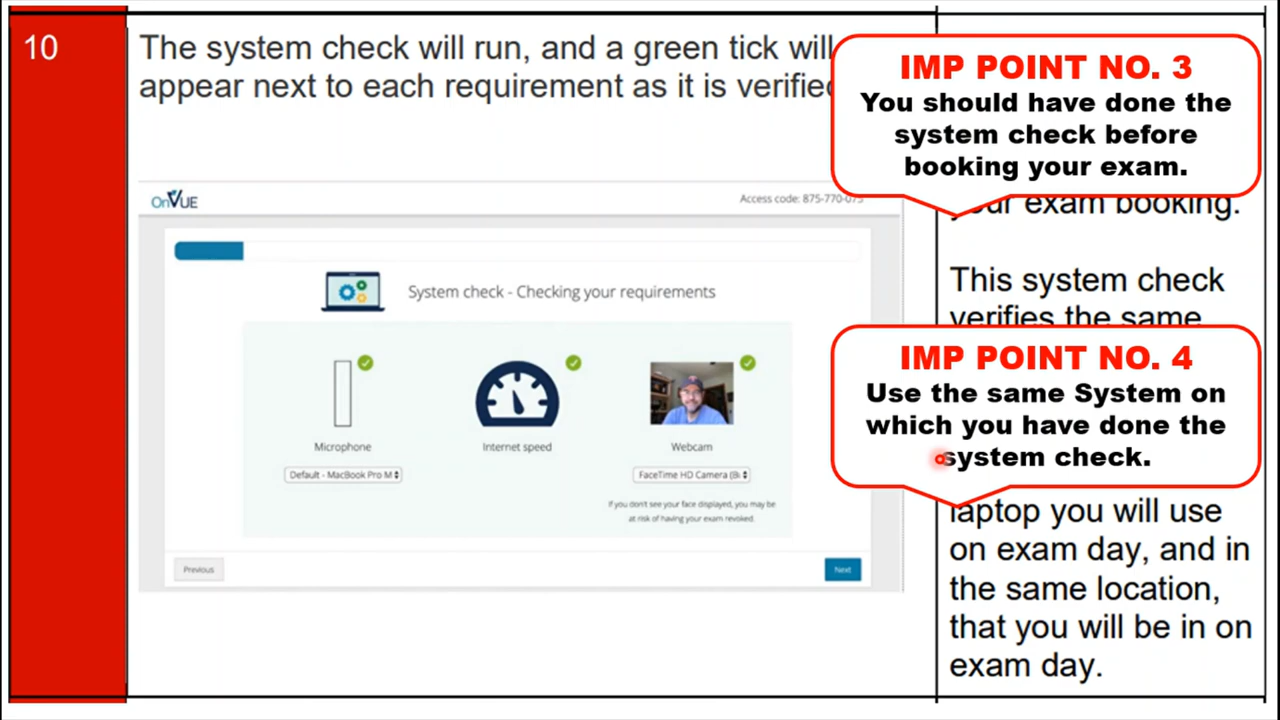 10
The system check will run, and a green tick will
appear next to each requirement as it is
IMP POINT NO. 3
You should have done the
system check before
booking your exam.
your exam booking.
This system check
verifies the same
IMP POINT NO. 4
Use the same System on
which you have done the
system check.
laptop you will use
on exam day, and in
the same location,
that you will be in on
exam day.
OnVUE
Access code: 875-770-075
System check - Checking your requirements
Microphone
Internet speed
Webcam
Default - MacBook Pro M
FaceTime HD Camera (Bu
If you don't see your face displayed, you may be
at risk of having your exam revoked.
Previous
Next